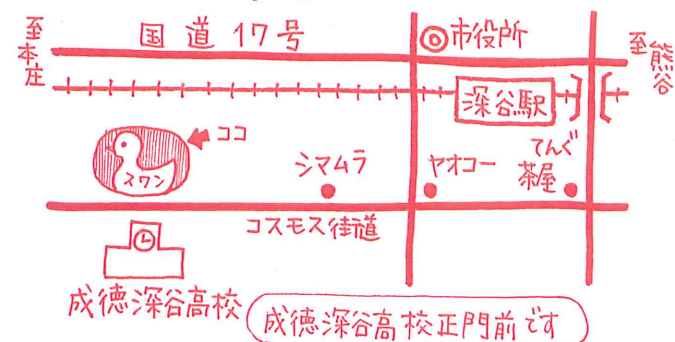 至本庄
国道17号
◎市役所
至熊谷
深谷駅
ココ
スワン
シマムラ
ヤオコー
てんぐ
茶屋
コスモス街道
成徳深谷高校
成徳深谷高校正門前です